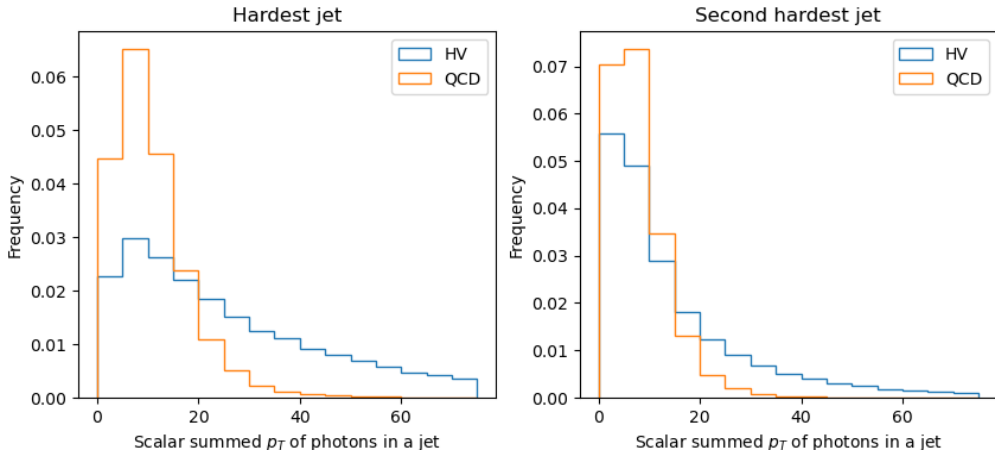 Hardest jet
HV
QCD
Frequency
0.06
0.05
0.04
0.03
0.02
0.01
0.00
0 20 40 60
Scalar summed p_T of photons in a jet
Second hardest jet
HV
QCD
Frequency
0.07
0.06
0.05
0.04
0.03
0.02
0.01
0.00
0 20 40 60
Scalar summed p_T of photons in a jet